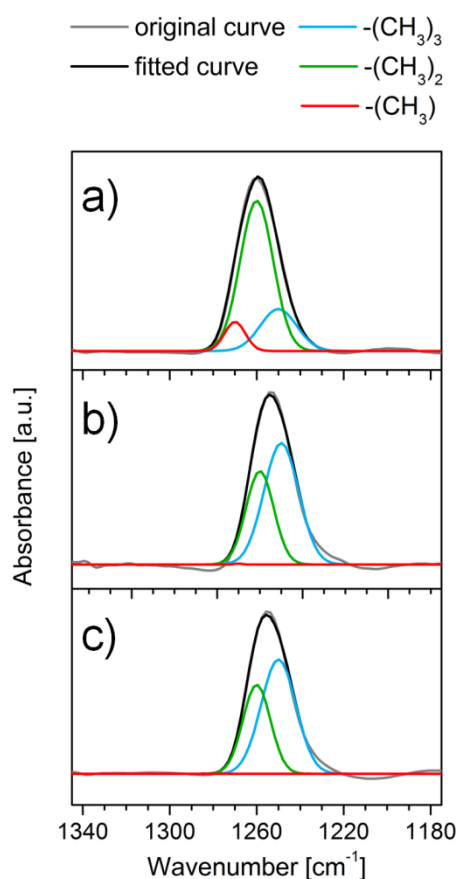 original curve -(CH₃)₃
fitted curve -(CH₃)₂
-(CH₃)
a)
b)
c)
Absorbance [a.u.]
1340 1300 1260 1220 1180
Wavenumber [cm⁻¹]